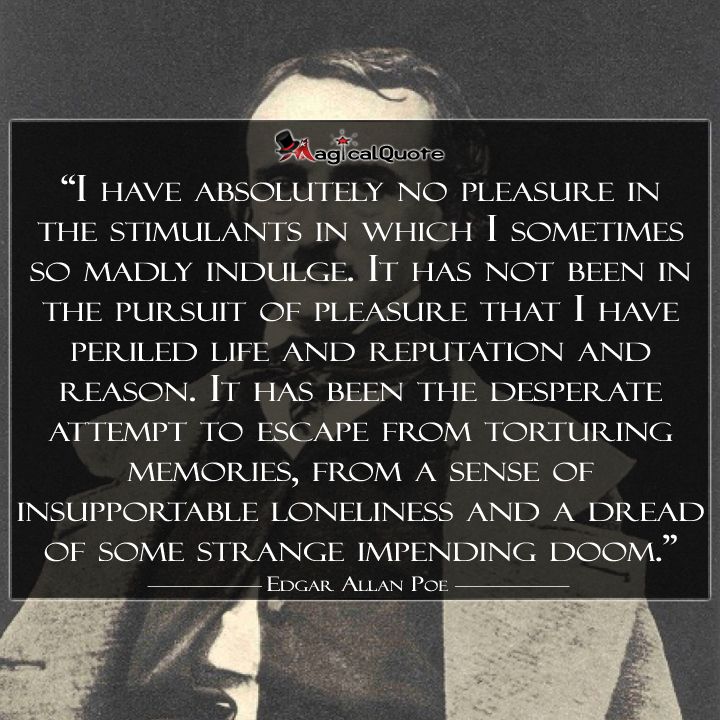 MagicalQuote
“I have absolutely no pleasure in
the stimulants in which I sometimes
so madly indulge. It has not been in
the pursuit of pleasure that I have
periled life and reputation and
reason. It has been the desperate
attempt to escape from torturing
memories, from a sense of
insupportable loneliness and a dread
of some strange impending doom.”
Edgar Allan Poe